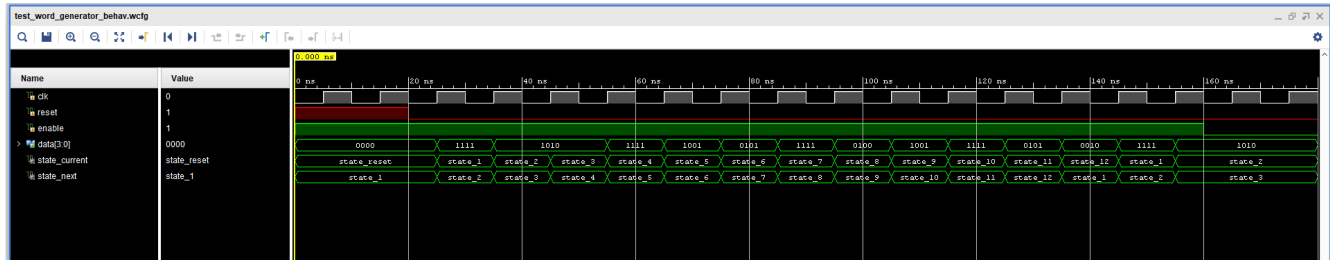 test_word_generator_behav.wcfg
0.000 ns
Name Value
0 ns 20 ns 40 ns 60 ns 80 ns 100 ns 120 ns 140 ns 160 ns
clk 0
reset 1
enable 1
data[3:0] 0000 0000 1111 1010 1111 1001 0101 1111 0100 1001 1111 0101 0010 1111 1010
state_current state_reset state_reset state_1 state_2 state_3 state_4 state_5 state_6 state_7 state_8 state_9 state_10 state_11 state_12 state_1 state_2
state_next state_1 state_1 state_2 state_3 state_4 state_5 state_6 state_7 state_8 state_9 state_10 state_11 state_12 state_1 state_2 state_3